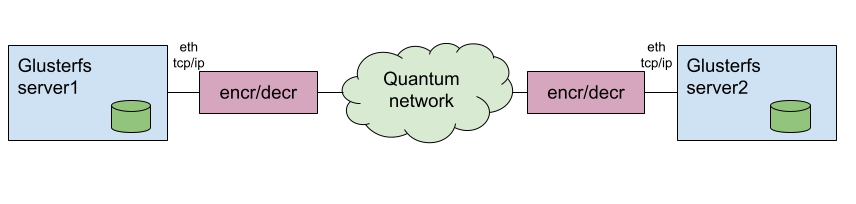 Glusterfs
server1
eth
tcp/ip
encr/decr
Quantum
network
encr/decr
eth
tcp/ip
Glusterfs
server2